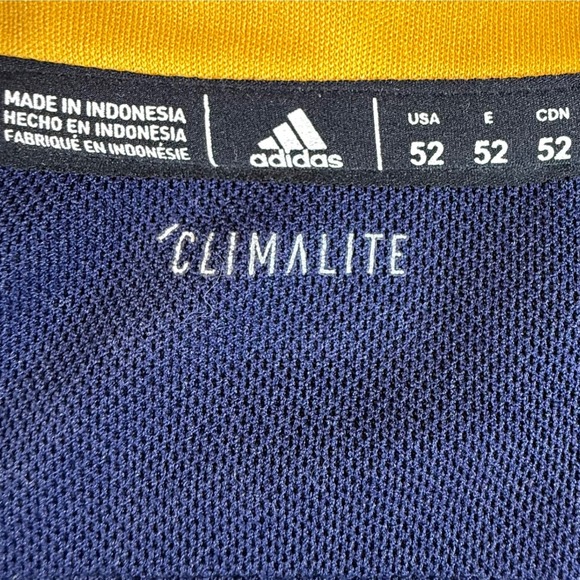 MADE IN INDONESIA
HECHO EN INDONESIA
FABRIQUÉ EN INDONÉSIE
adidas
USA E CDN
52 52 52
CLIMALITE